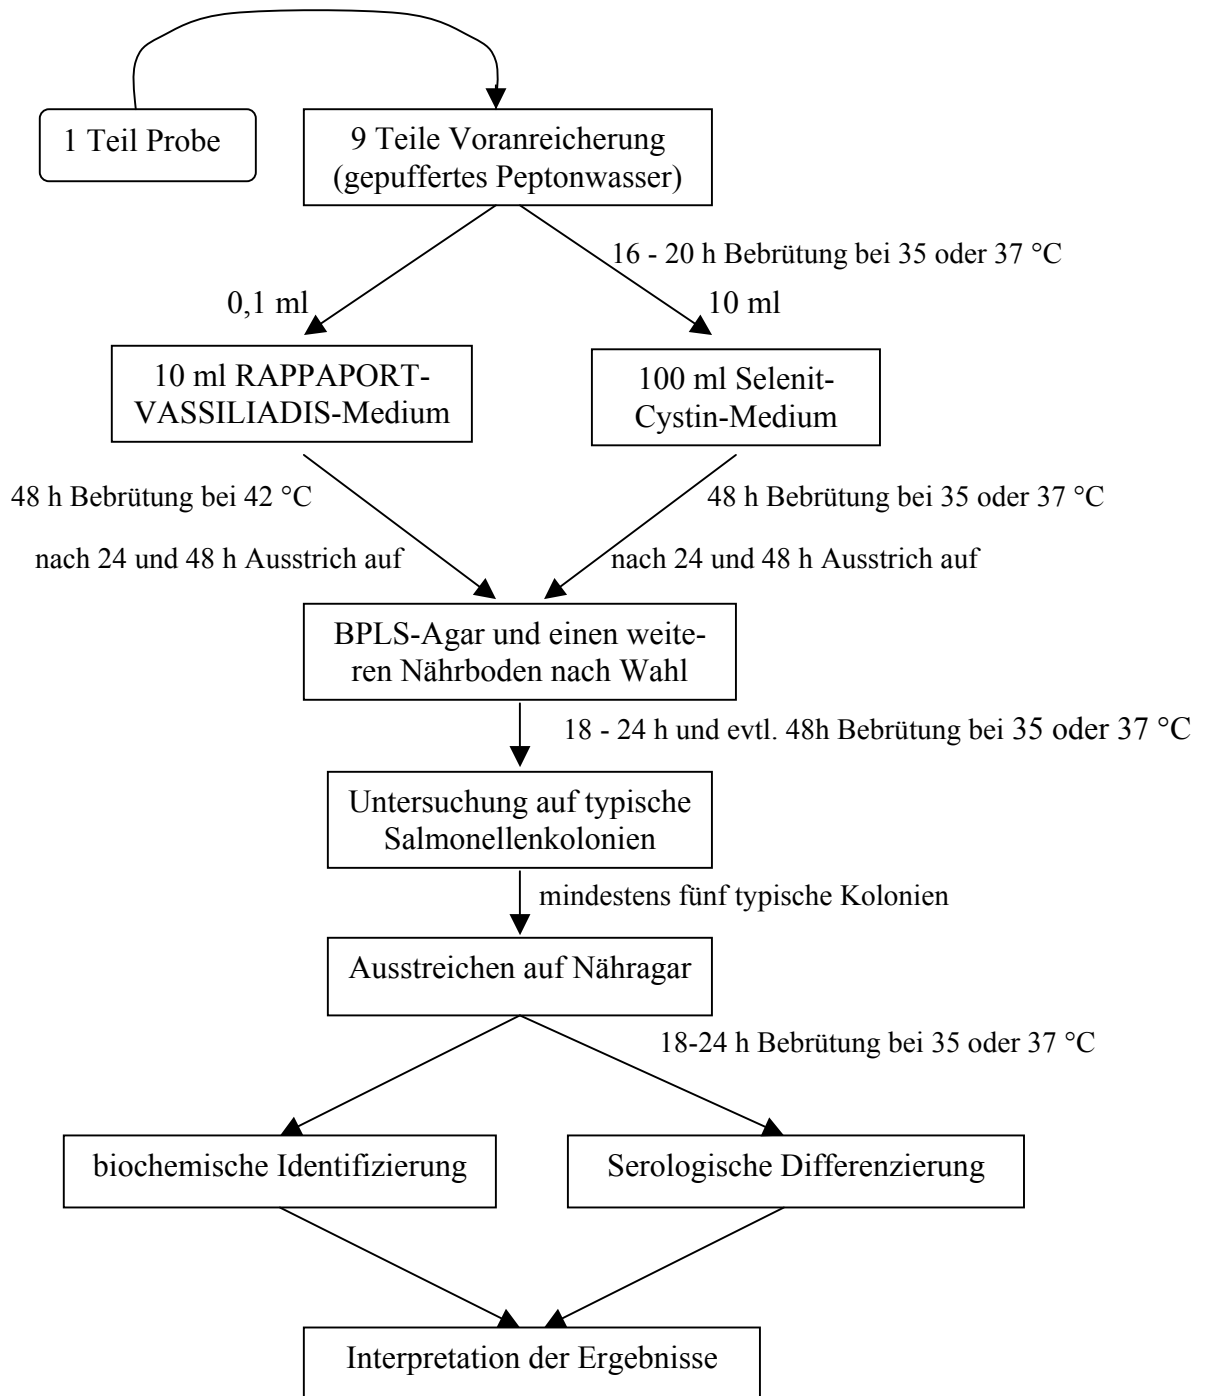 1 Teil Probe
9 Teile Voranreicherung
(gepuffertes Peptonwasser)
16 - 20 h Bebrütung bei 35 oder 37 °C
0,1 ml
10 ml
10 ml RAPPAPORT-
VASSILIADIS-Medium
100 ml Selenit-
Cystin-Medium
48 h Bebrütung bei 42 °C
48 h Bebrütung bei 35 oder 37 °C
nach 24 und 48 h Ausstrich auf
nach 24 und 48 h Ausstrich auf
BPLS-Agar und einen weite-
ren Nährboden nach Wahl
18 - 24 h und evtl. 48h Bebrütung bei 35 oder 37 °C
Untersuchung auf typische
Salmonellenkolonien
mindestens fünf typische Kolonien
Ausstreichen auf Nähragar
18-24 h Bebrütung bei 35 oder 37 °C
biochemische Identifizierung
Serologische Differenzierung
Interpretation der Ergebnisse